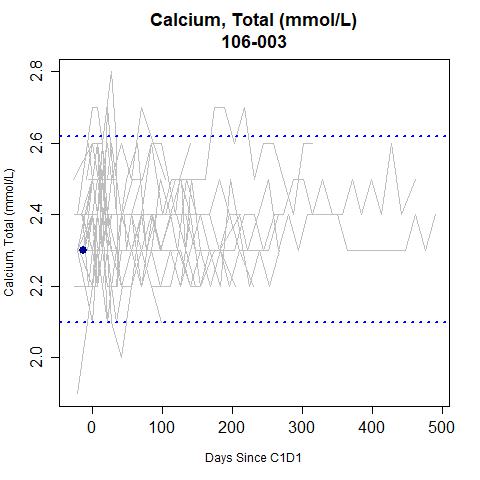 Calcium, Total (mmol/L)
106-003
2.8
2.6
2.4
2.2
2.0
Calcium, Total (mmol/L)
0 100 200 300 400 500
Days Since C1D1